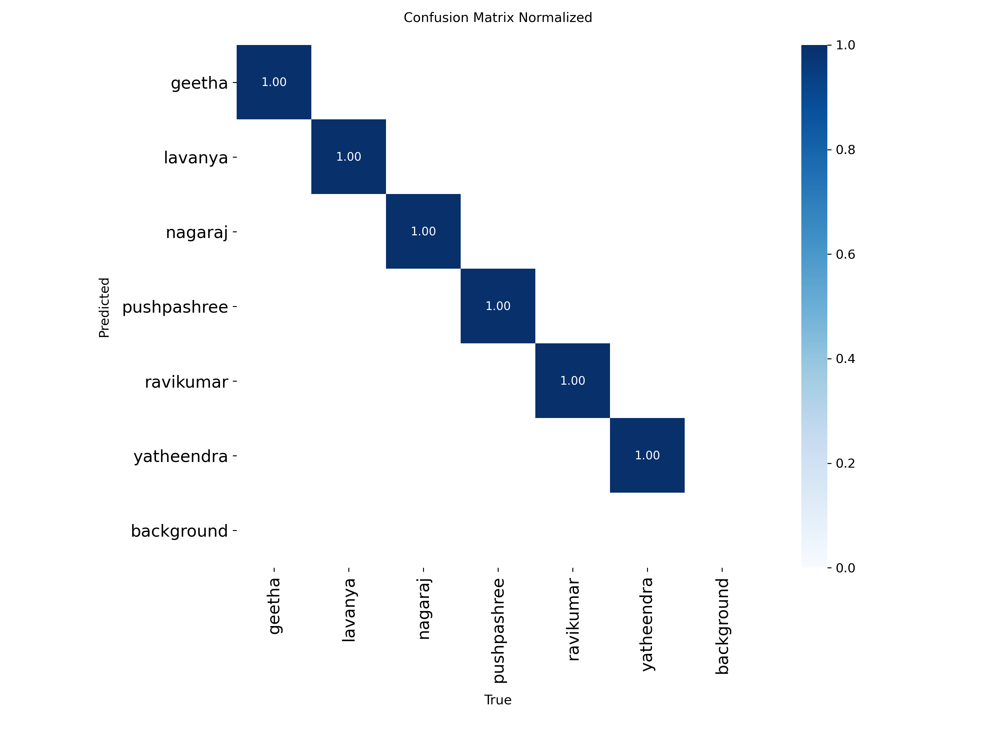 Confusion Matrix Normalized
geetha
lavanya
nagaraj
pushpashree
ravikumar
yatheendra
background
Predicted
1.00
1.00
1.00
1.00
1.00
1.00
geetha
lavanya
nagaraj
pushpashree
ravikumar
yatheendra
background
True
1.0
0.8
0.6
0.4
0.2
0.0